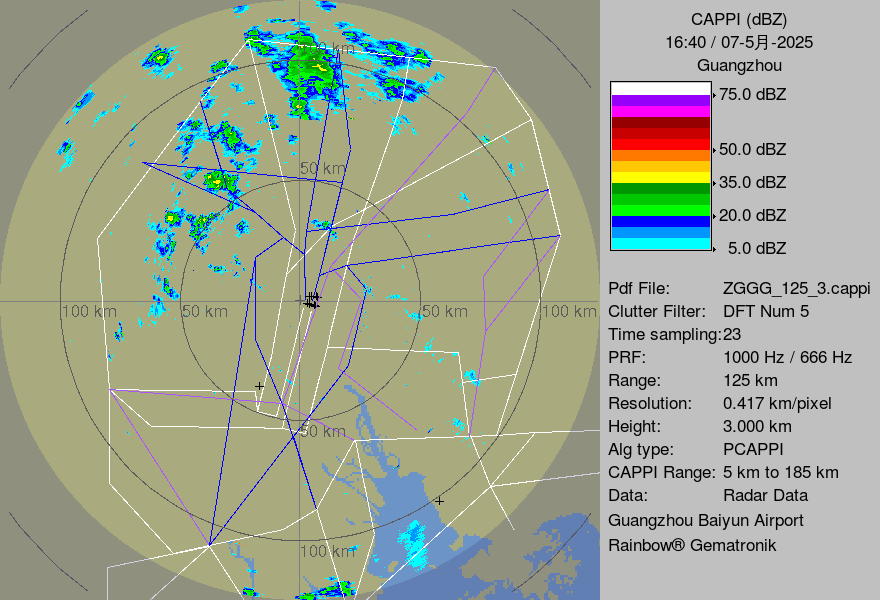 100 km
50 km
100 km
50 km
50 km
100 km
50 km
100 km
CAPPI (dBZ)
16:40 / 07-5月-2025
Guangzhou
75.0 dBZ
50.0 dBZ
35.0 dBZ
20.0 dBZ
5.0 dBZ
Pdf File: ZGGG_125_3.cappi
Clutter Filter: DFT Num 5
Time sampling:23
PRF: 1000 Hz / 666 Hz
Range: 125 km
Resolution: 0.417 km/pixel
Height: 3.000 km
Alg type: PCAPPI
CAPPI Range: 5 km to 185 km
Data: Radar Data
Guangzhou Baiyun Airport
Rainbow® Gematronik